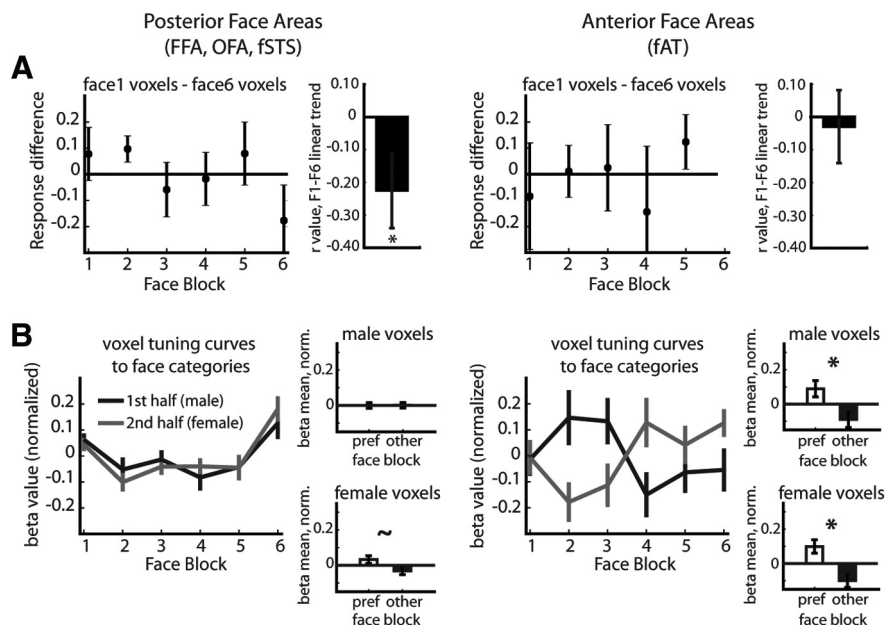 Posterior Face Areas
(FFA, OFA, fSTS)
Anterior Face Areas
(fAT)
A
face1 voxels - face6 voxels
Response difference
0.2
0.1
0
-0.1
-0.2
1 2 3 4 5 6
Face Block
r value, F1-F6 linear trend
0.10
0
-0.10
-0.20
-0.30
-0.40
*
face1 voxels - face6 voxels
Response difference
0.2
0.1
0
-0.1
-0.2
1 2 3 4 5 6
Face Block
r value, F1-F6 linear trend
0.10
0
-0.10
-0.20
-0.30
-0.40
B
voxel tuning curves
to face categories
1st half (male)
2nd half (female)
beta value (normalized)
0.2
0.1
0
-0.1
-0.2
1 2 3 4 5 6
Face Block
male voxels
beta mean, norm.
0.2
0
pref other
face block
female voxels
~
beta mean, norm.
0.2
0
pref other
face block
voxel tuning curves
to face categories
beta value (normalized)
0.2
0.1
0
-0.1
-0.2
1 2 3 4 5 6
Face Block
male voxels
*
beta mean, norm.
0.2
0
pref other
face block
female voxels
*
beta mean, norm.
0.2
0
pref other
face block